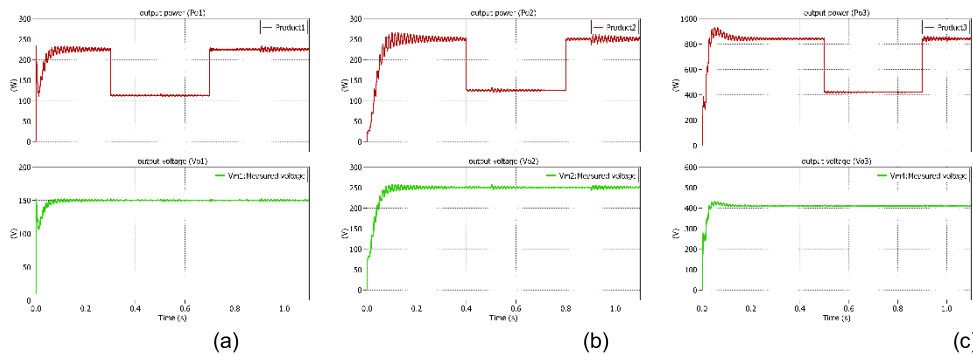 output power (Po1)
Product1
300
250
200
150
100
50
0
(W)
output voltage (Vo1)
Vm1:Measured voltage
200
150
100
50
0
(V)
0.0 0.2 0.4 0.6 0.8 1.0
Time (s)
(a)
output power (Po2)
Product2
300
250
200
150
100
50
0
(W)
output voltage (Vo2)
Vm2:Measured voltage
300
250
200
150
100
50
0
(V)
0.0 0.2 0.4 0.6 0.8 1.0
Time (s)
(b)
output power (Po3)
Product3
1000
800
600
400
200
0
(W)
output voltage (Vo3)
Vm4:Measured voltage
600
500
400
300
200
100
0
(V)
0.0 0.2 0.4 0.6 0.8 1.0
Time (s)
(c)